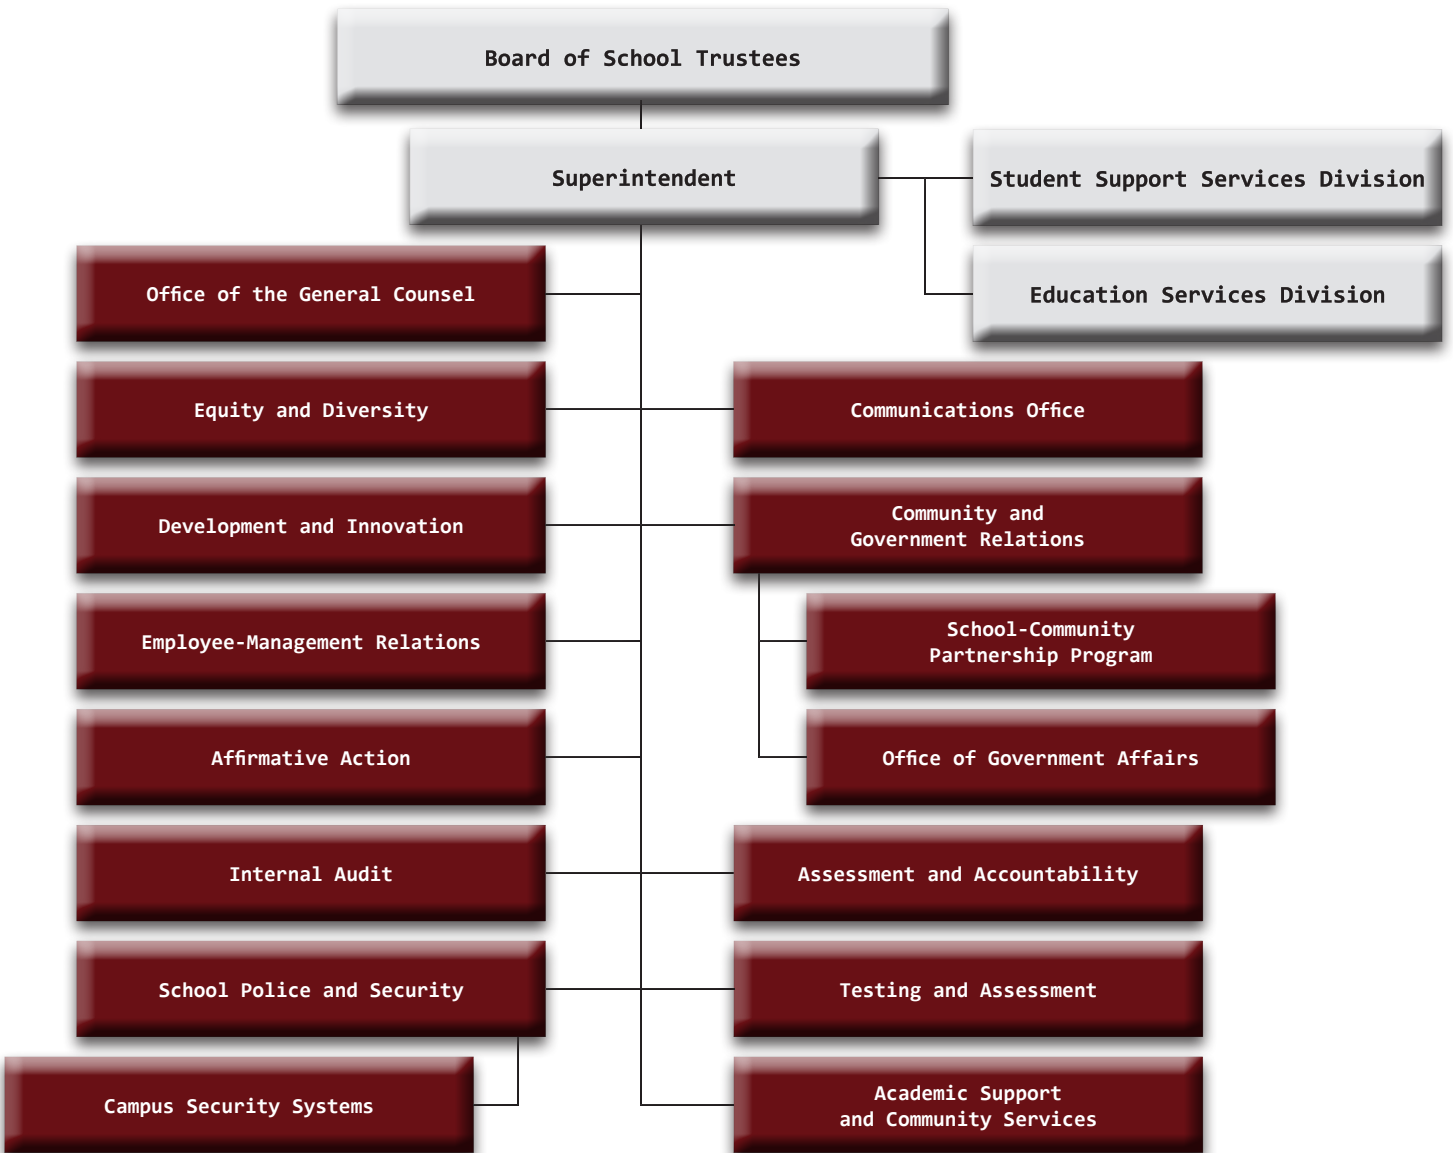 Board of School Trustees
Superintendent
Student Support Services Division
Office of the General Counsel
Education Services Division
Equity and Diversity
Communications Office
Development and Innovation
Community and
Government Relations
Employee-Management Relations
School-Community
Partnership Program
Affirmative Action
Office of Government Affairs
Internal Audit
Assessment and Accountability
School Police and Security
Testing and Assessment
Campus Security Systems
Academic Support
and Community Services